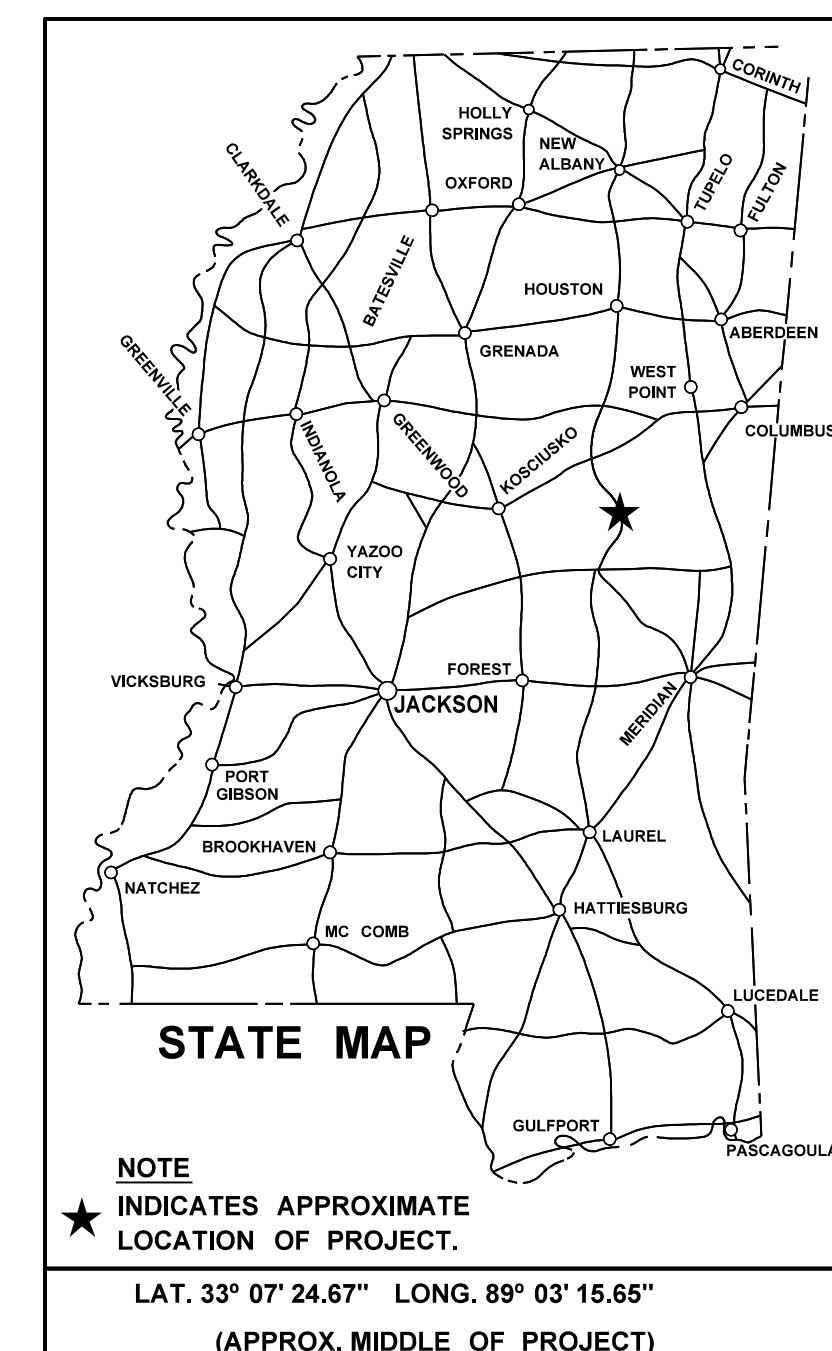 CORINTH
HOLLY
SPRINGS
NEW
ALBANY
CLARKDALE
OXFORD
TUPELO
FULTON
BATESVILLE
HOUSTON
ABERDEEN
GREENVILLE
GRENADA
WEST
POINT
COLUMBUS
INDIANOLA
GREENWOOD
KOSCIUSKO
YAZOO
CITY
VICKSBURG
FOREST
JACKSON
MERIDIAN
PORT
GIBSON
BROOKHAVEN
LAUREL
NATCHEZ
HATTIESBURG
MC COMB
LUCEDALE
STATE MAP
GULFPORT
PASCAGOULA
NOTE
INDICATES APPROXIMATE
LOCATION OF PROJECT.
LAT. 33º 07' 24.67" LONG. 89º 03' 15.65"
(APPROX. MIDDLE OF PROJECT)